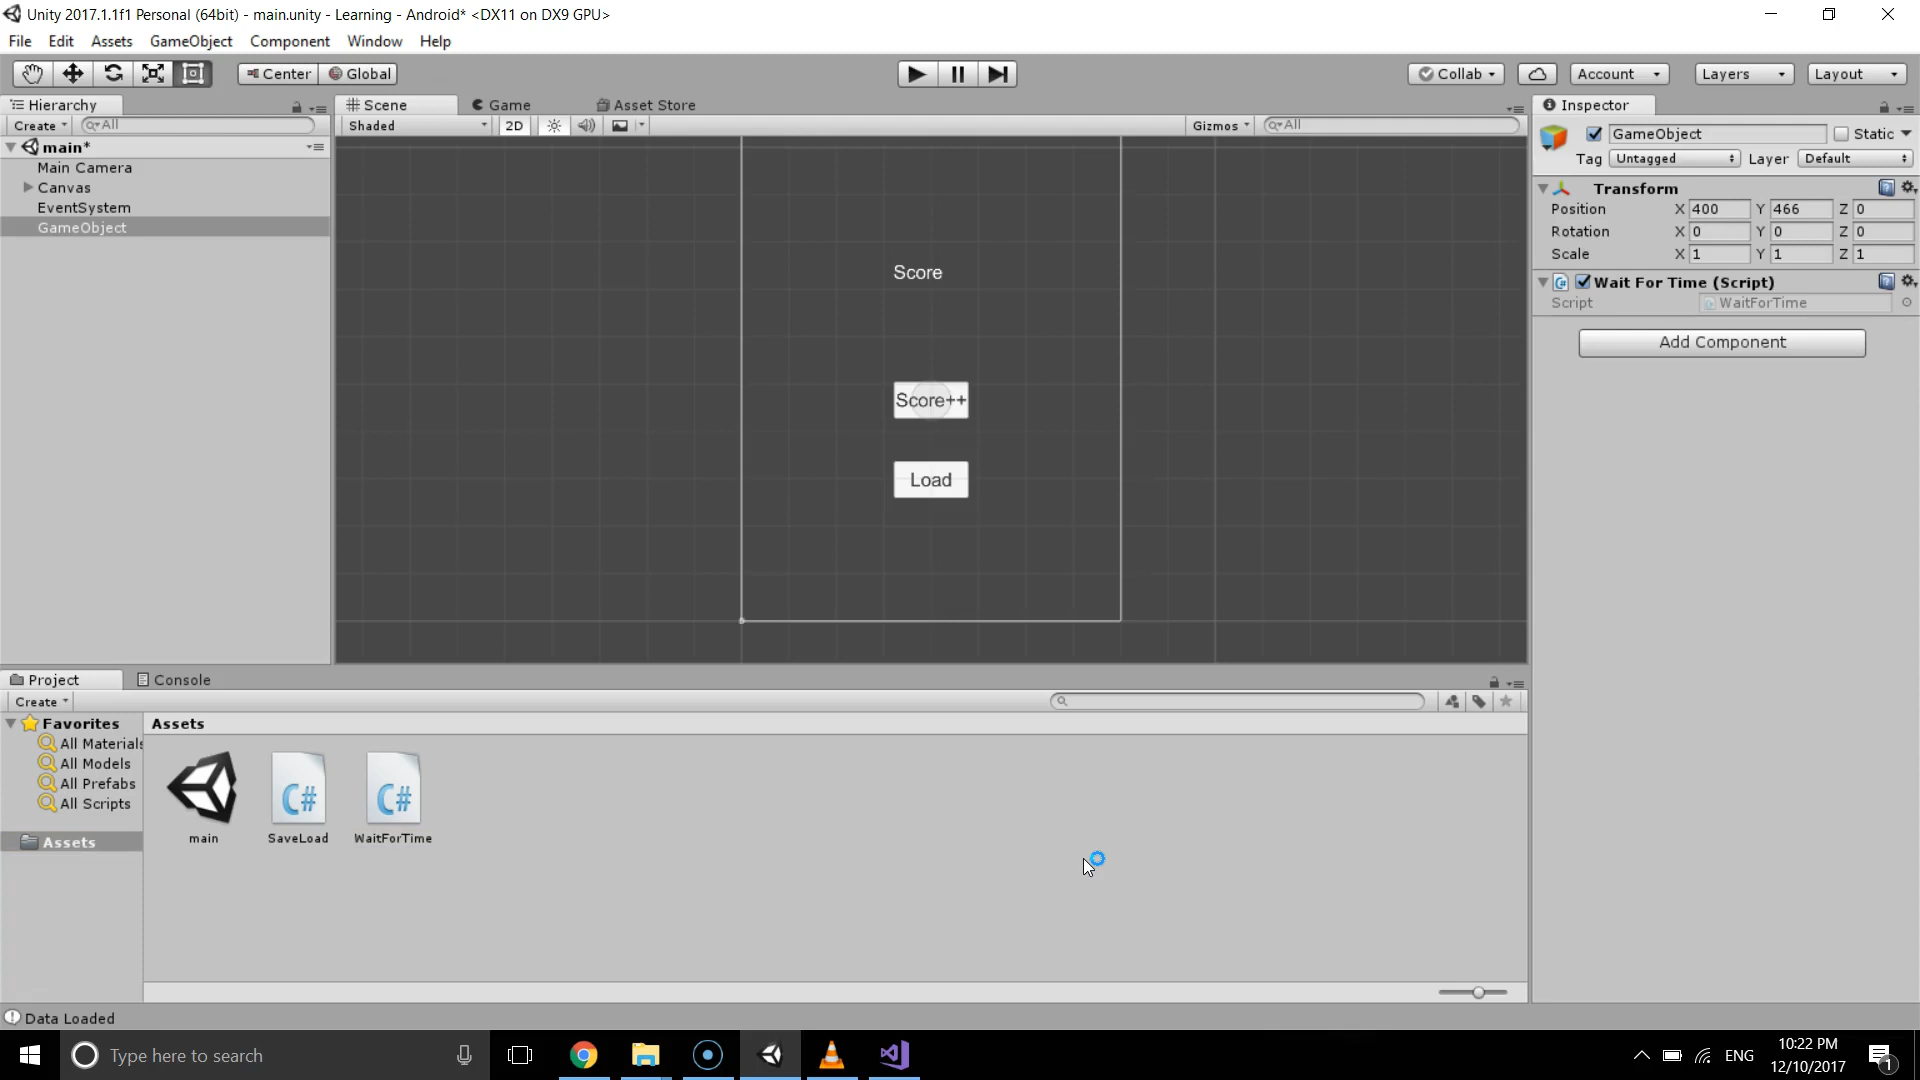 Unity 2017.1.1f1 Personal (64bit) - main.unity - Learning - Android* <DX11 on DX9 GPU>
File Edit Assets GameObject Component Window Help
Center Global Collab Account Layers Layout
Hierarchy Scene Game Asset Store Inspector
Create All Shaded 2D Gizmos All
GameObject Static
Tag Untagged Layer Default
main*
Main Camera
Canvas
EventSystem
GameObject
Transform
Position X 400 Y 466 Z 0
Rotation X 0 Y 0 Z 0
Scale X 1 Y 1 Z 1
Wait For Time (Script)
Script WaitForTime
Add Component
Score
Score++
Load
Project Console
Create
Favorites
All Materials
All Models
All Prefabs
All Scripts
Assets
Assets
C# C#
main SaveLoad WaitForTime
Data Loaded
Type here to search
ENG
10:22 PM
12/10/2017
1